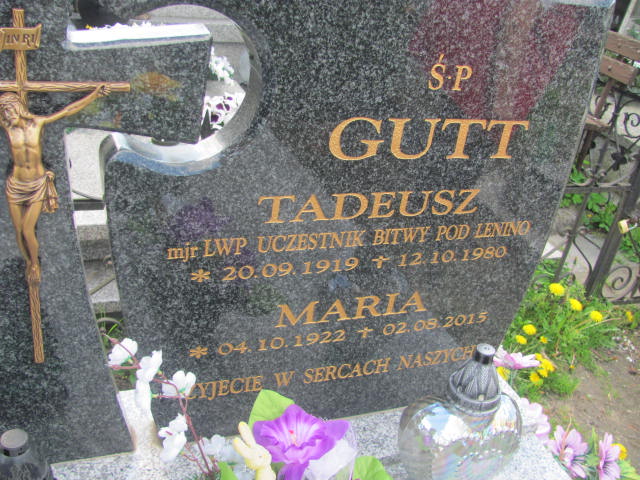 INRI
Ś.P
GUTT
TADEUSZ
mjr LWP UCZESTNIK BITWY POD LENINO
* 20.09.1919 ✝ 12.10.1980
MARIA
* 04.10.1922 ✝ 02.08.2015
ŻYJECIE W SERCACH NASZYCH